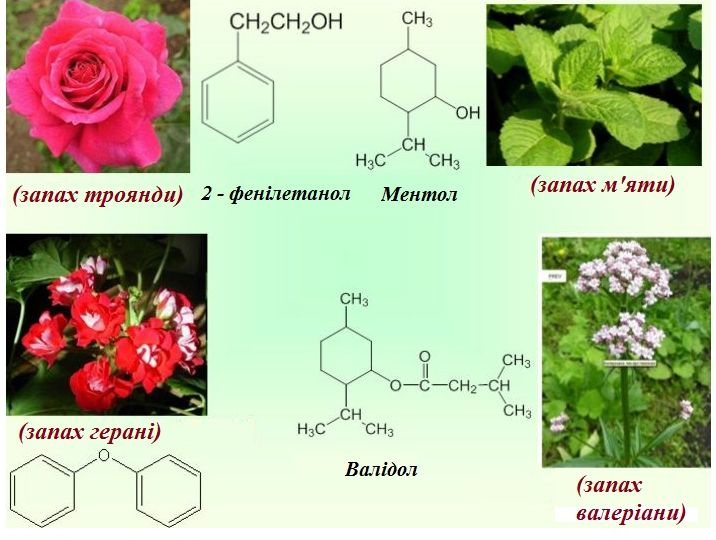 CH₂CH₂OH
CH₃
OH
CH
H₃C CH₃
(запах троянди)
2 - фенілетанол
Ментол
(запах м'яти)
PREV
CH₃
O
O C CH₂ CH
CH₃
CH₃
CH
H₃C CH₃
(запах герані)
O
Валідол
(запах
валеріани)